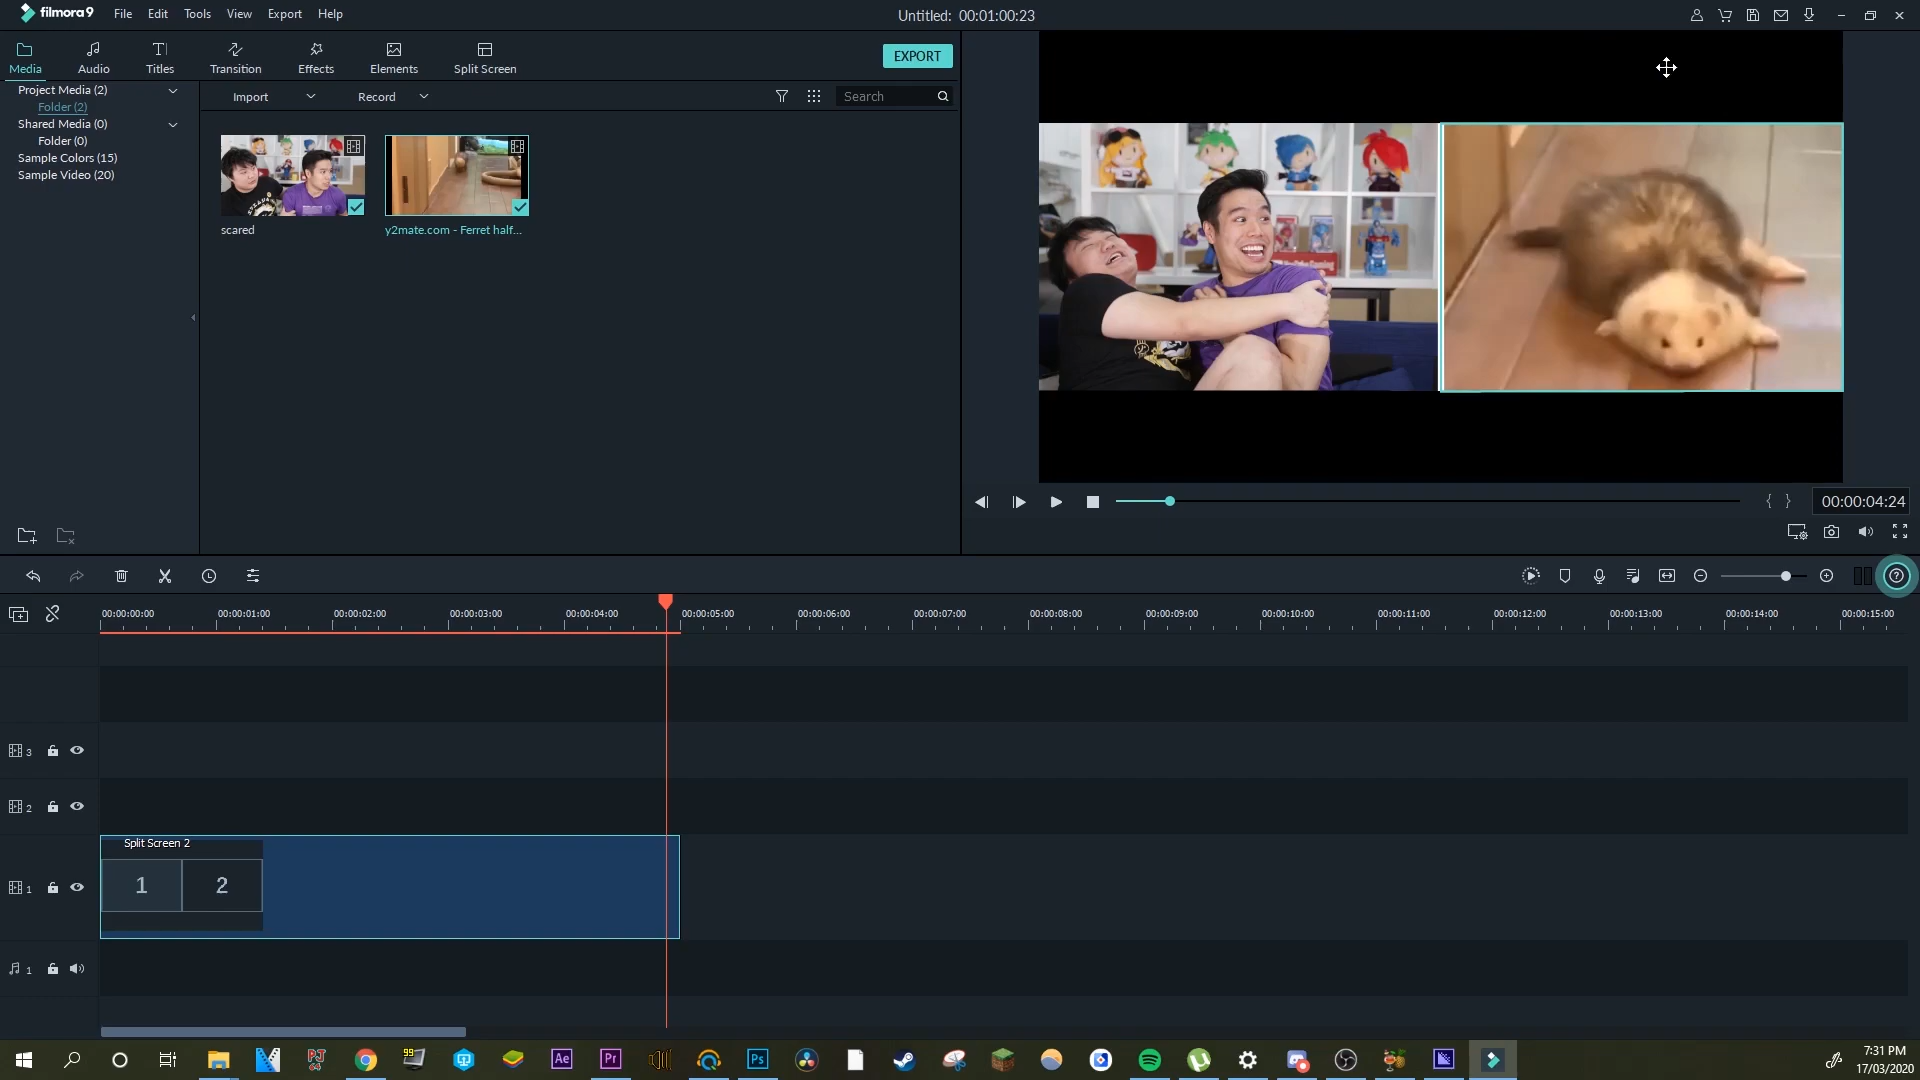 filmora9 File Edit Tools View Export Help Untitled: 00:01:00:23
Media Audio Titles Transition Effects Elements Split Screen EXPORT
Project Media (2)
Folder (2)
Shared Media (0)
Folder (0)
Sample Colors (15)
Sample Video (20)
Import Record Search
scared
y2mate.com - Ferret half...
00:00:04:24
00:00:00:00 00:00:01:00 00:00:02:00 00:00:03:00 00:00:04:00 00:00:05:00 00:00:06:00 00:00:07:00 00:00:08:00 00:00:09:00 00:00:10:00 00:00:11:00 00:00:12:00 00:00:13:00 00:00:14:00 00:00:15:00
3
2
Split Screen 2
1 2
1
1
99 Ae Pr Ps
7:31 PM
17/03/2020